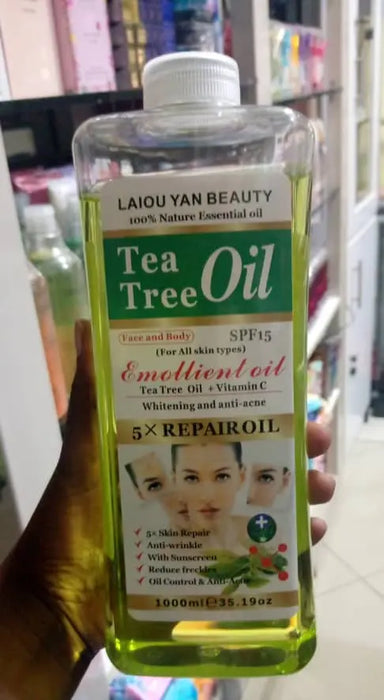 LAIOU YAN BEAUTY
100% Nature Essential oil
Tea Tree Oil
Face and Body
SPF15
(For All skin types)
Emollient oil
Tea Tree Oil + Vitamin C
Whitening and anti-acne
5× REPAIR OIL
✓ 5× Skin Repair
✓ Anti-wrinkle
✓ With Sunscreen
✓ Reduce freckles
✓ Oil Control & Anti-Acne
1000ml ℮ 35.19oz